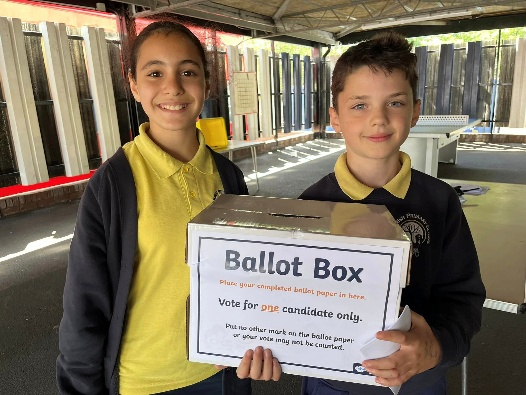 Ballot Box
Place your completed ballot paper in here.
Vote for one candidate only.
Put no other mark on the ballot paper
or your vote may not be counted.
PRIMARY